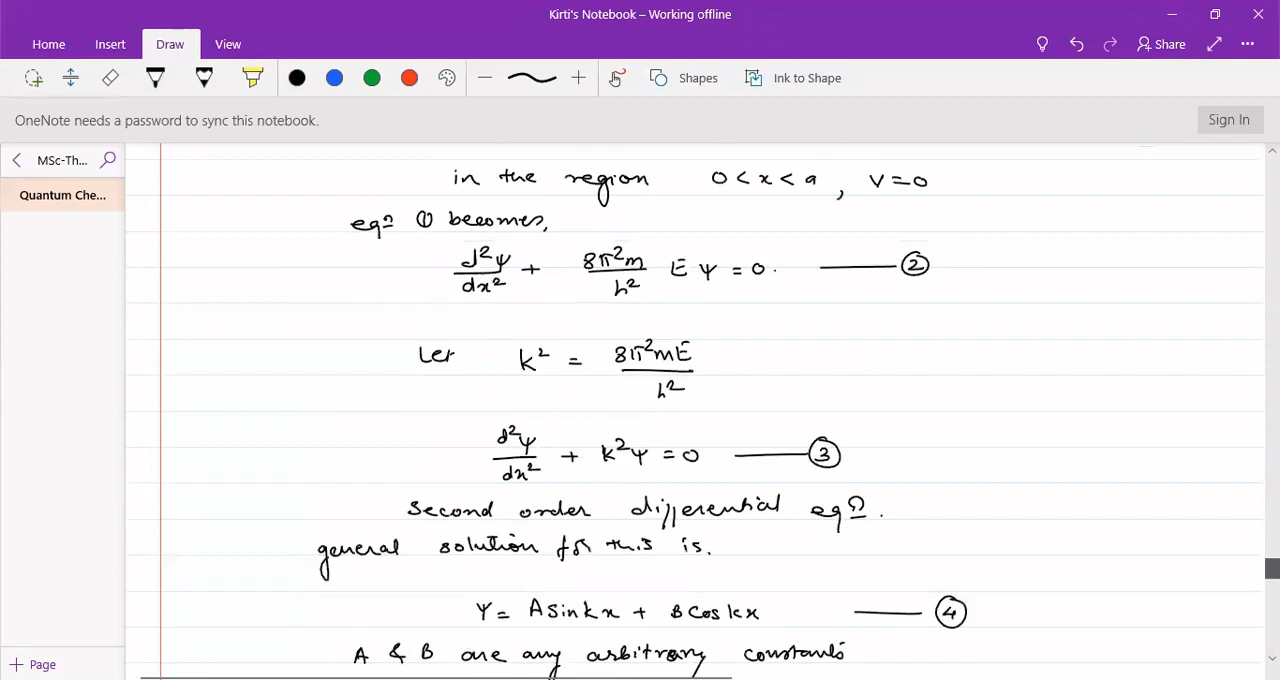 Kirti's Notebook – Working offline
Home Insert Draw View Share
Shapes Ink to Shape
OneNote needs a password to sync this notebook. Sign In
MSc-Th...
Quantum Che...
in the region 0 < x < a, V = 0
eqn ① becomes,
d²ψ/dx² + 8π²m/h² E ψ = 0. ——— ②
Let k² = 8π²mE/h²
d²ψ/dx² + k²ψ = 0 ——— ③
second order differential eqn.
general solution for this is.
Ψ = A sin kx + B cos kx ——— ④
A & B are any arbitrary constants
+ Page